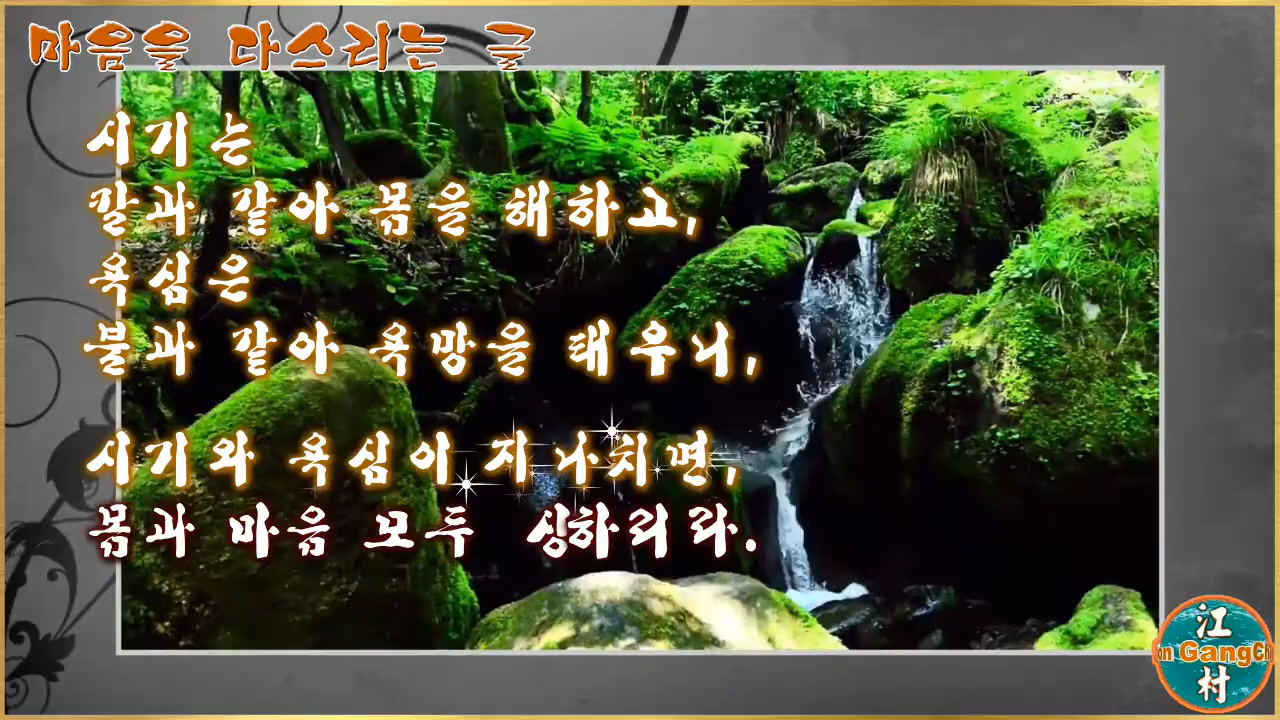 마음을 다스리는 글
시기는
칼과 같아 몸을 해하고,
욕심은
불과 같아 욕망을 태우니,
시기와 욕심이 지나치면,
몸과 마음 모두 상하리라.
江
Gang
村